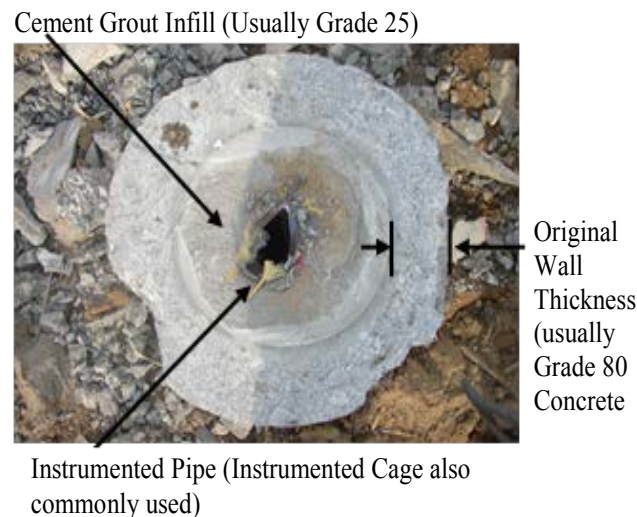 Cement Grout Infill (Usually Grade 25)
Original
Wall
Thickness
(usually
Grade 80
Concrete
Instrumented Pipe (Instrumented Cage also
commonly used)